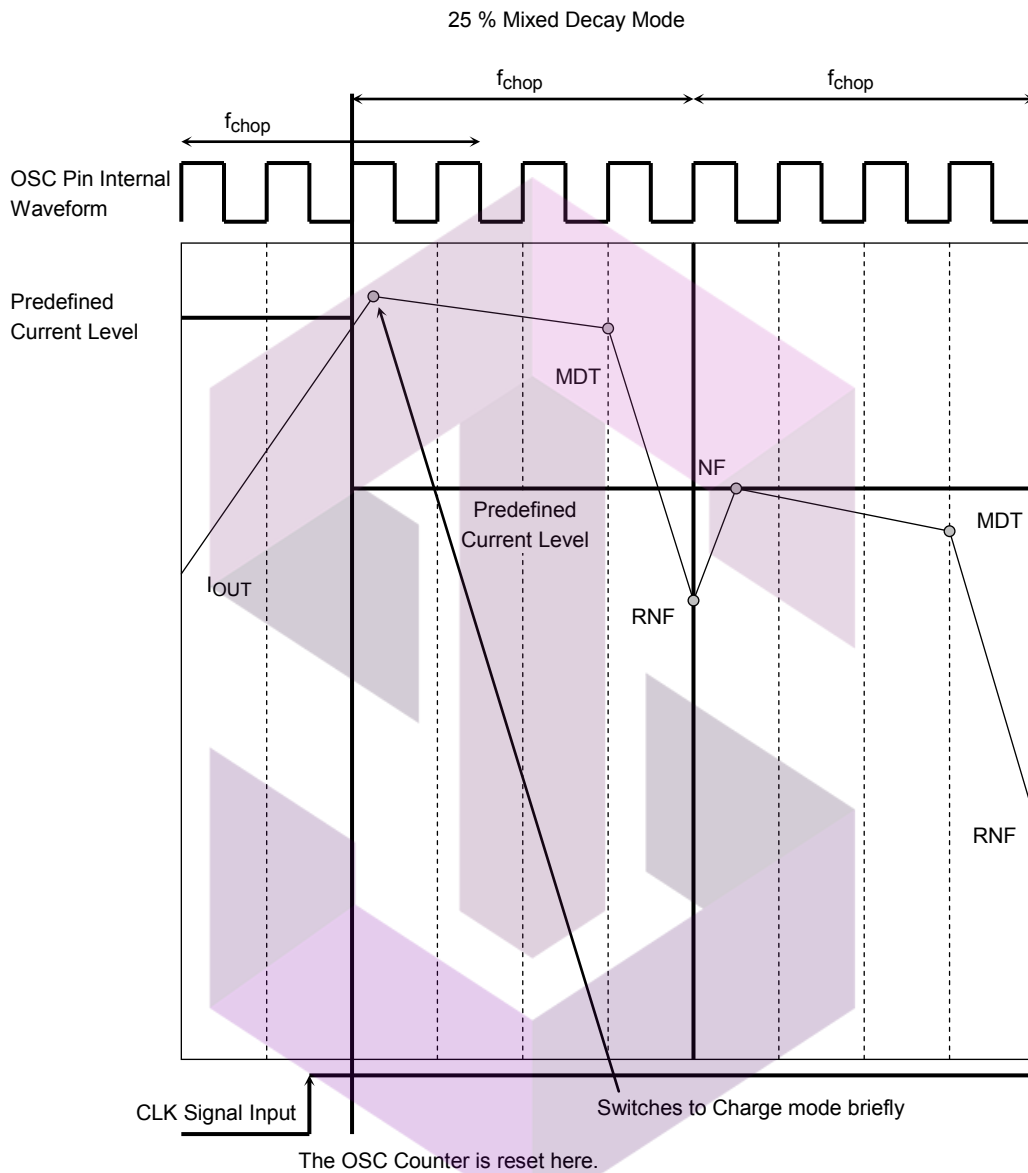 25 % Mixed Decay Mode
fchop
fchop
fchop
OSC Pin Internal
Waveform
Predefined
Current Level
MDT
NF
Predefined
Current Level
MDT
IOUT
RNF
RNF
CLK Signal Input
Switches to Charge mode briefly
The OSC Counter is reset here.